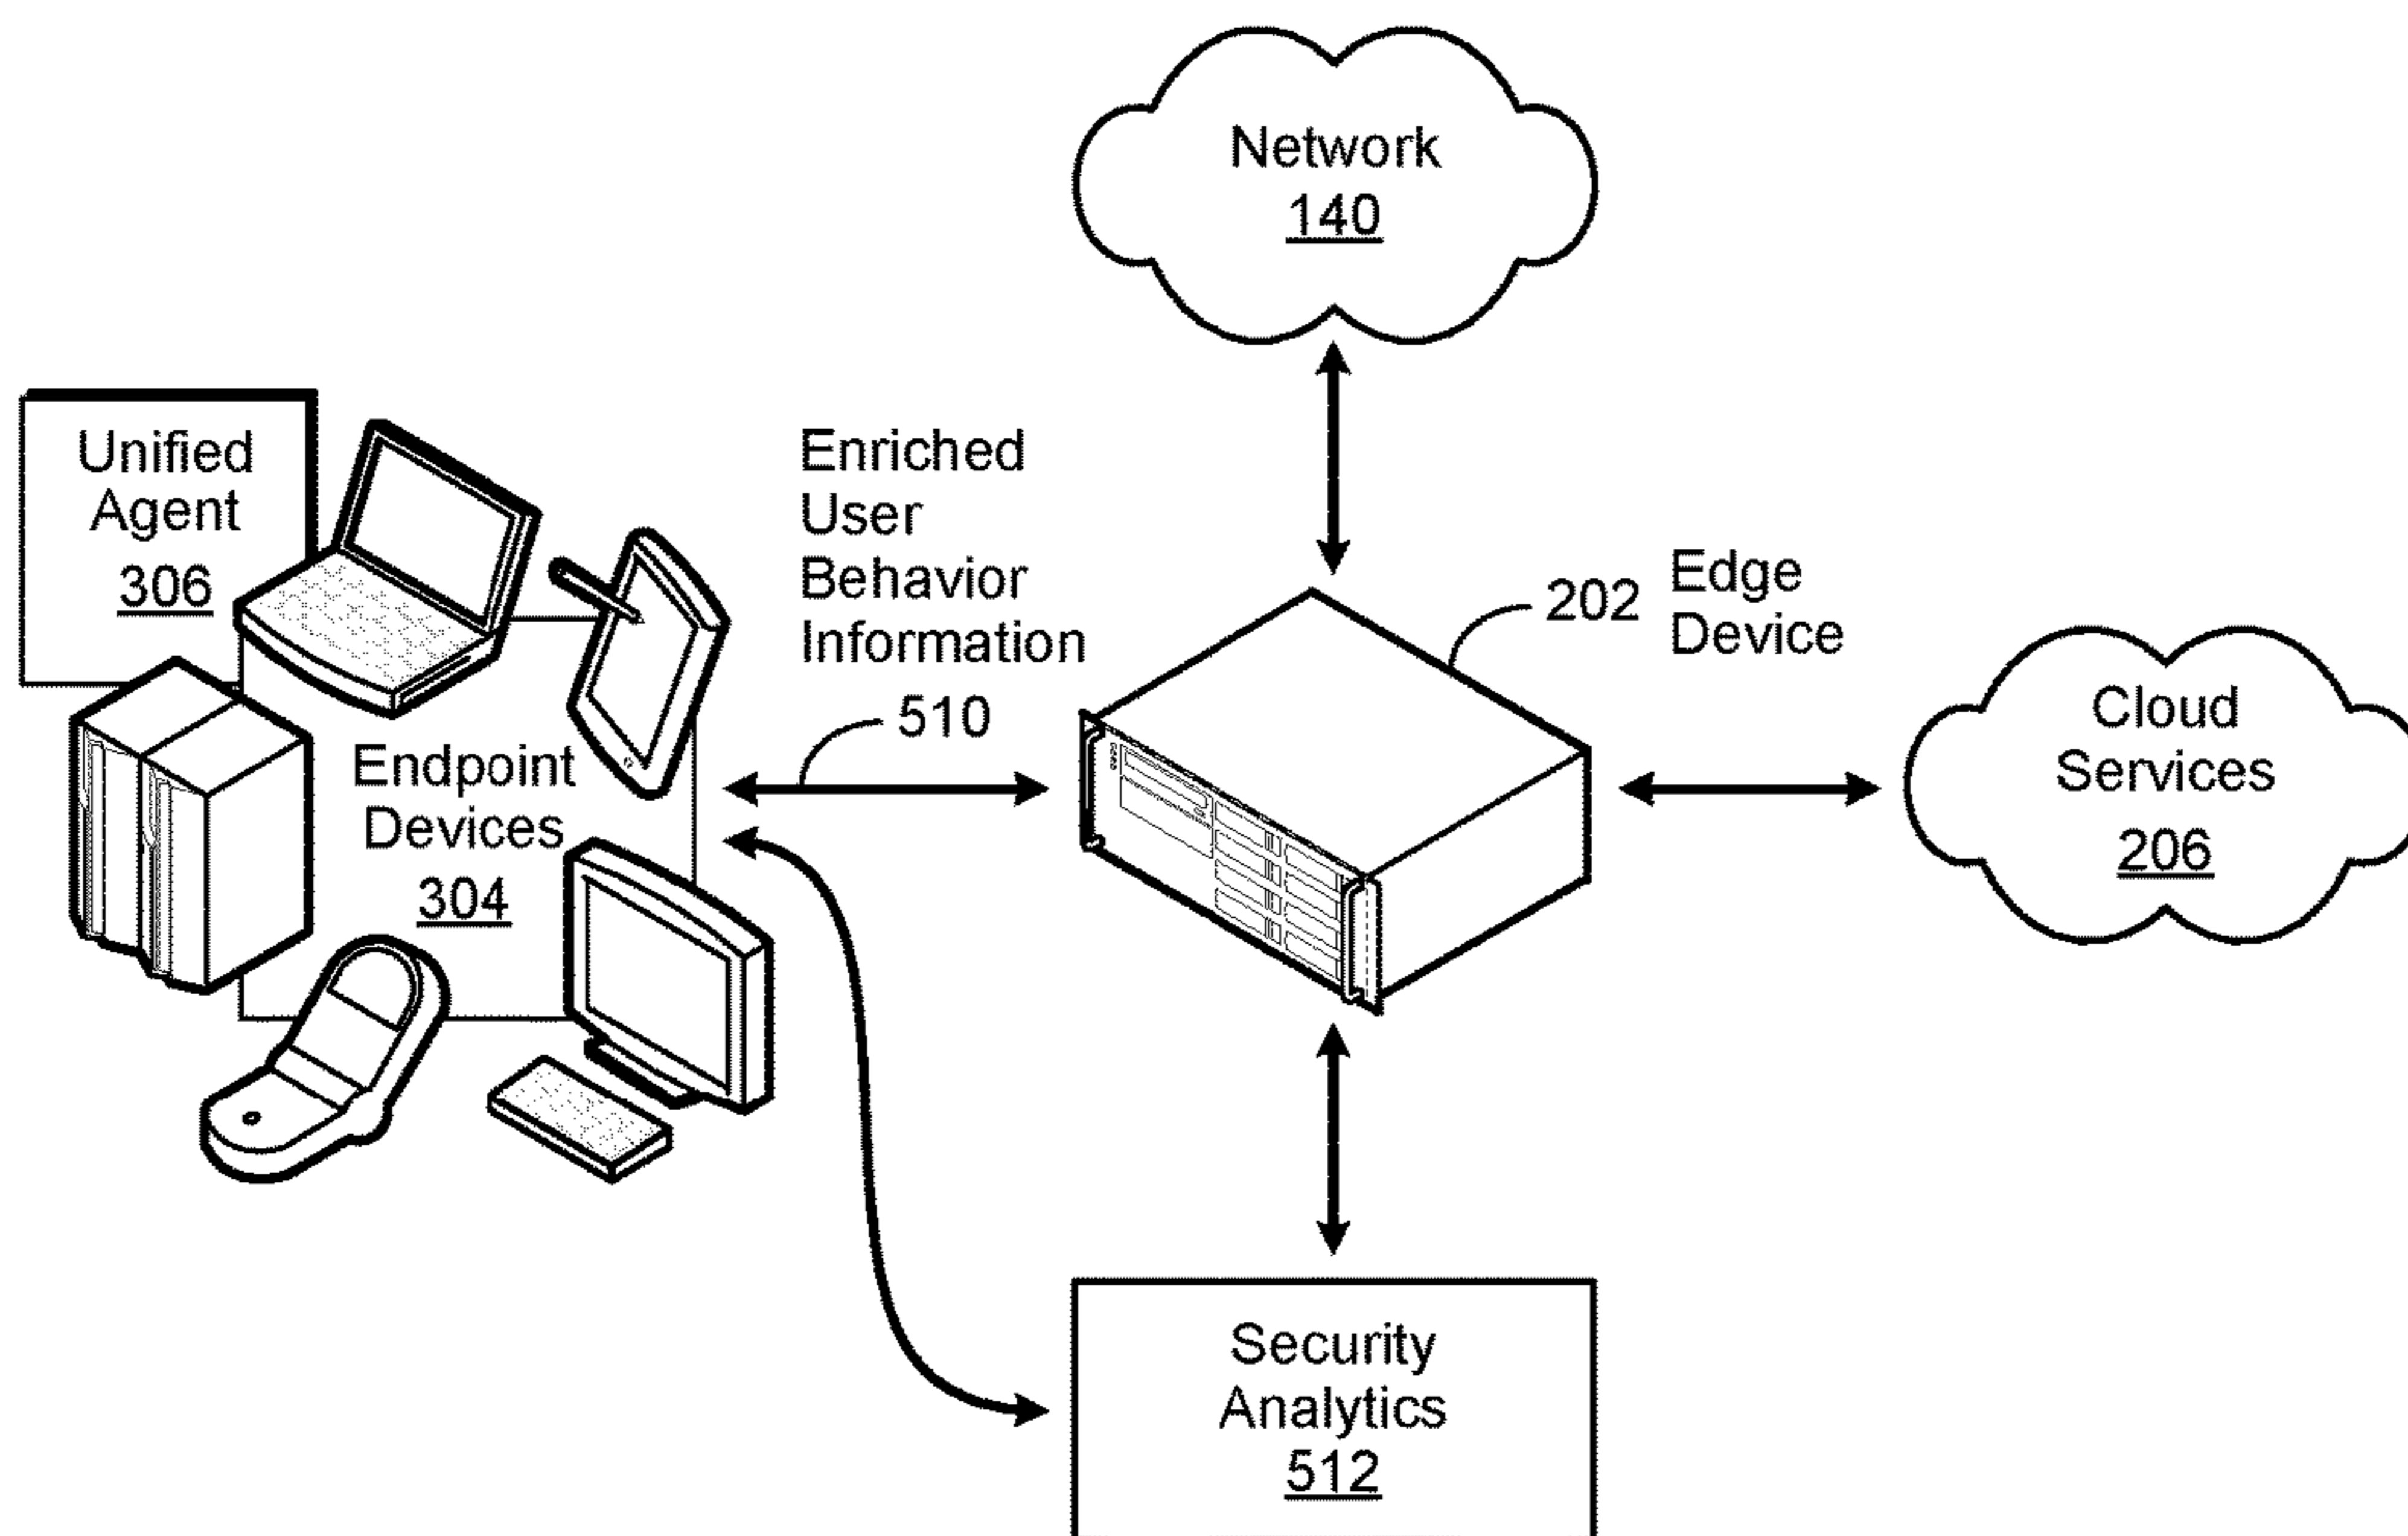 Network
140
Unified
Agent
306
Enriched
User
Behavior
Information
510
202
Edge
Device
Cloud
Services
206
Endpoint
Devices
304
Security
Analytics
512